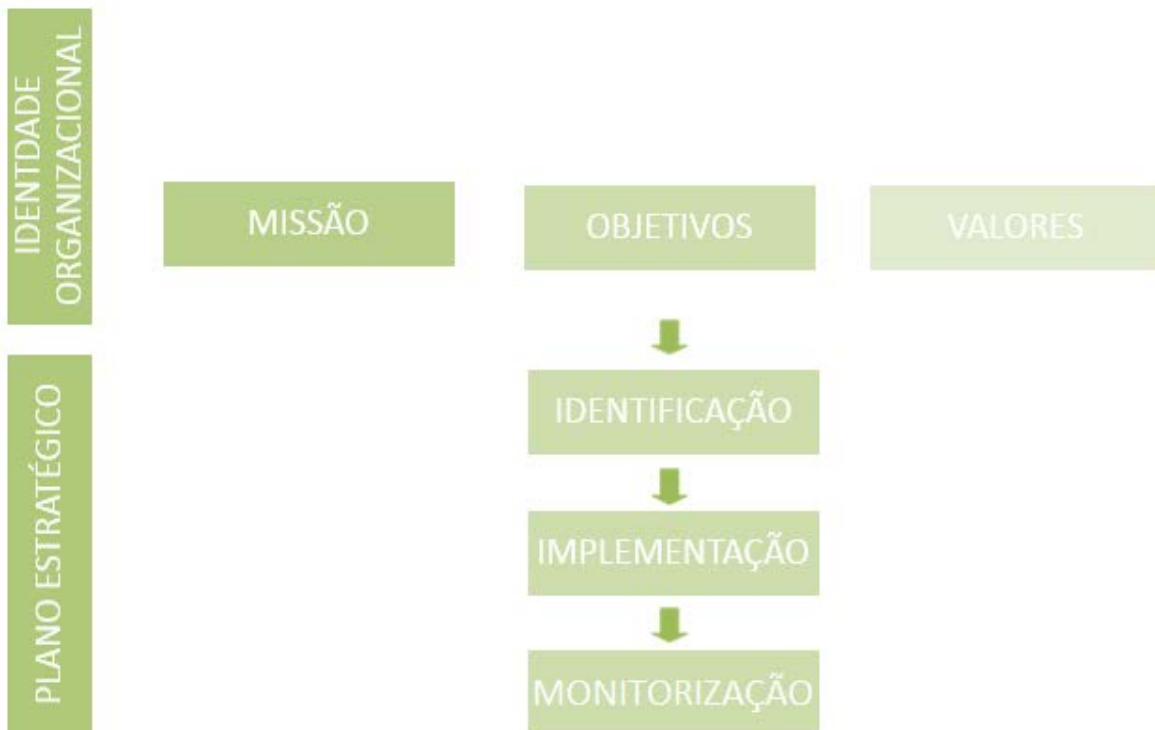 IDENTDADE
ORGANIZACIONAL
MISSÃO
OBJETIVOS
VALORES
PLANO ESTRATÉGICO
IDENTIFICAÇÃO
IMPLEMENTAÇÃO
MONITORIZAÇÃO